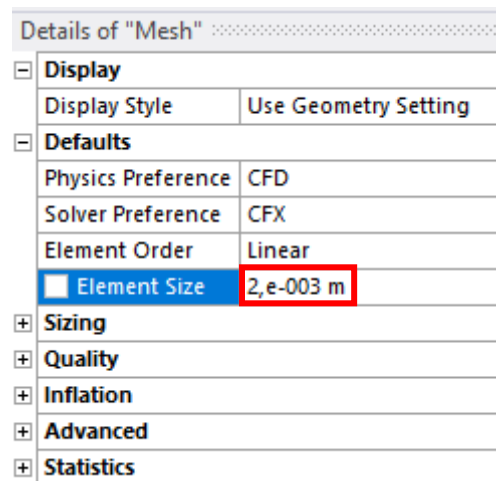 Details of "Mesh"
Display
Display Style Use Geometry Setting
Defaults
Physics Preference CFD
Solver Preference CFX
Element Order Linear
Element Size 2,e-003 m
Sizing
Quality
Inflation
Advanced
Statistics